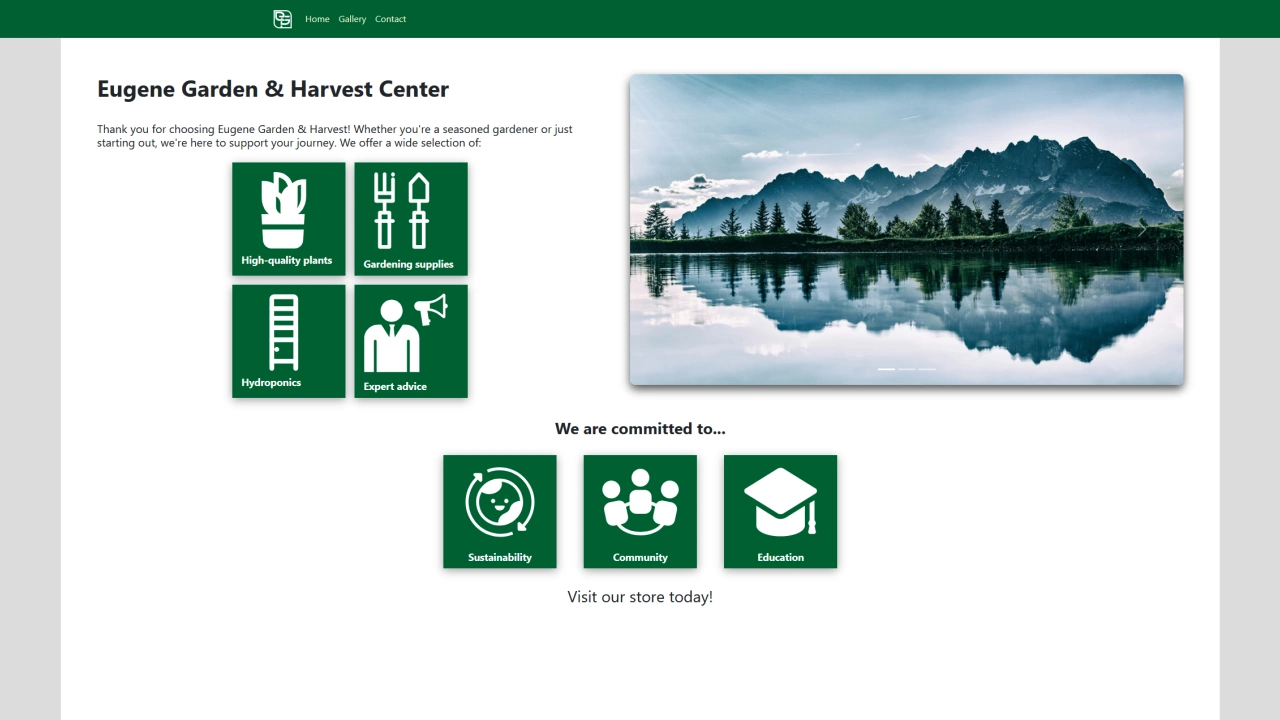 Home Gallery Contact
Eugene Garden & Harvest Center
Thank you for choosing Eugene Garden & Harvest! Whether you're a seasoned gardener or just
starting out, we're here to support your journey. We offer a wide selection of:
High-quality plants
Gardening supplies
Hydroponics
Expert advice
We are committed to...
Sustainability
Community
Education
Visit our store today!